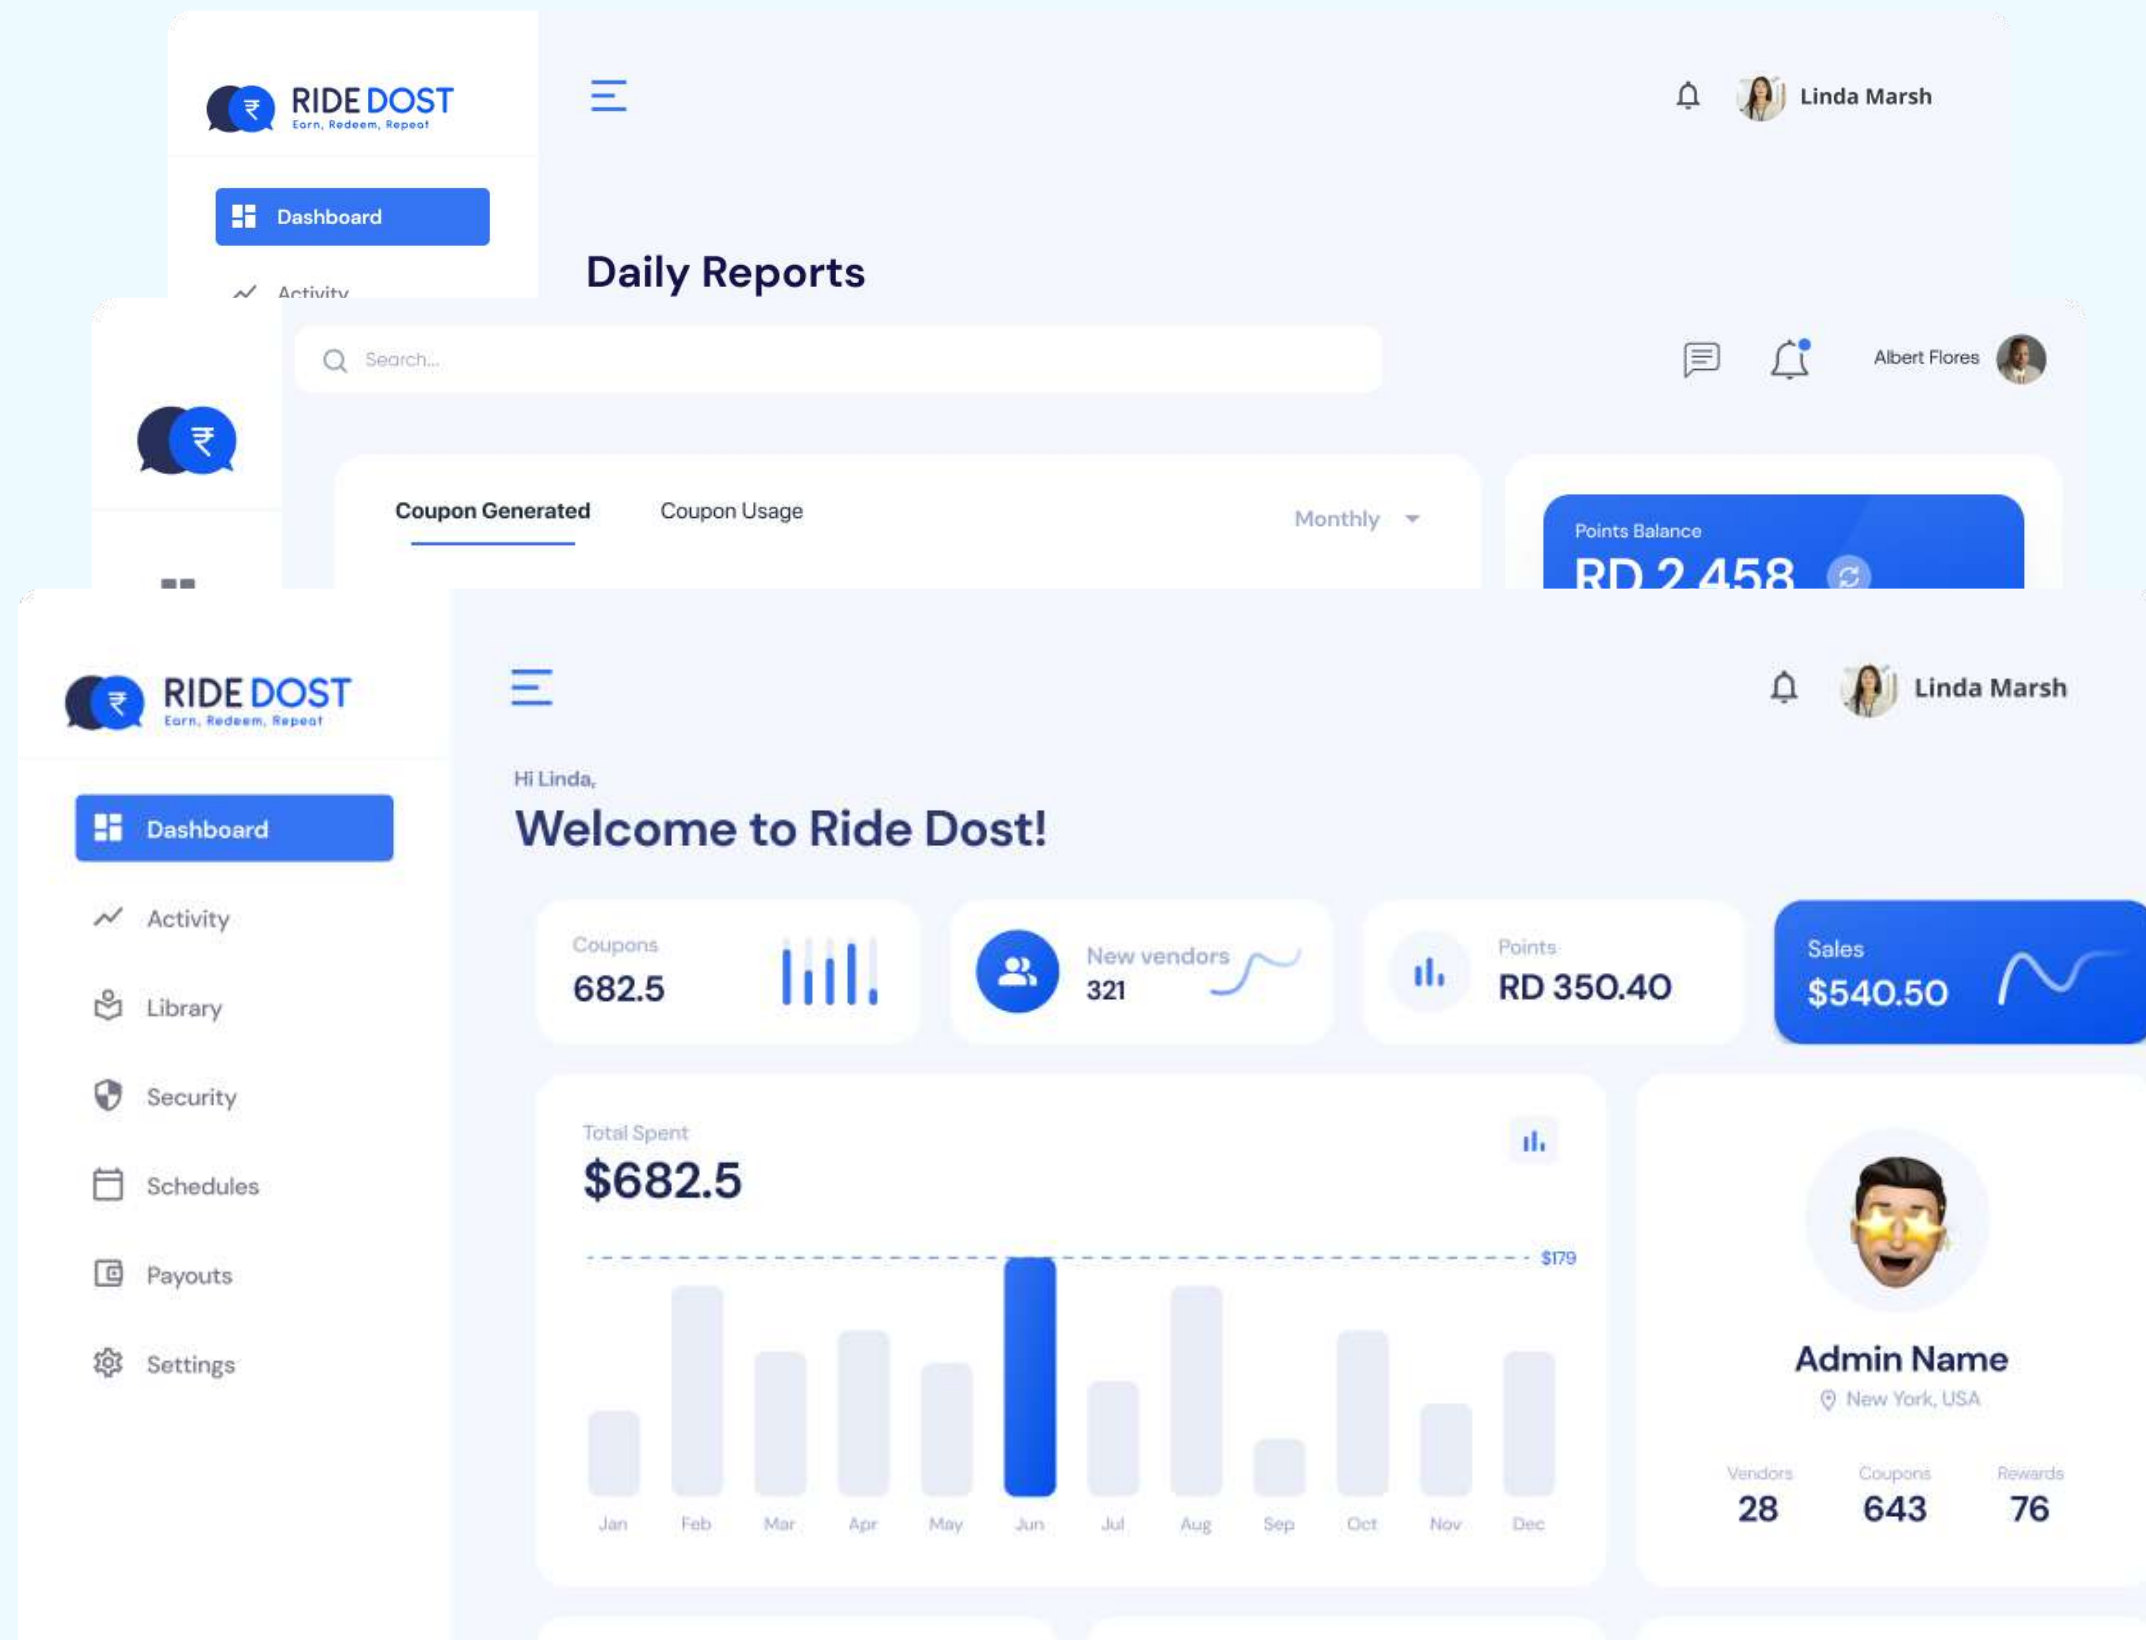 RIDE DOST
Earn, Redeem, Repeat
Linda Marsh
Dashboard
Activity
Daily Reports
Search...
Albert Flores
₹
Coupon Generated
Coupon Usage
Monthly
Points Balance
RD 2,458
RIDE DOST
Earn, Redeem, Repeat
Linda Marsh
Dashboard
Activity
Library
Security
Schedules
Payouts
Settings
Hi Linda,
Welcome to Ride Dost!
Coupons
682.5
New vendors
321
Points
RD 350.40
Sales
$540.50
Total Spent
$682.5
$179
Jan Feb Mar Apr May Jun Jul Aug Sep Oct Nov Dec
Admin Name
New York, USA
Vendors Coupons Rewards
28 643 76